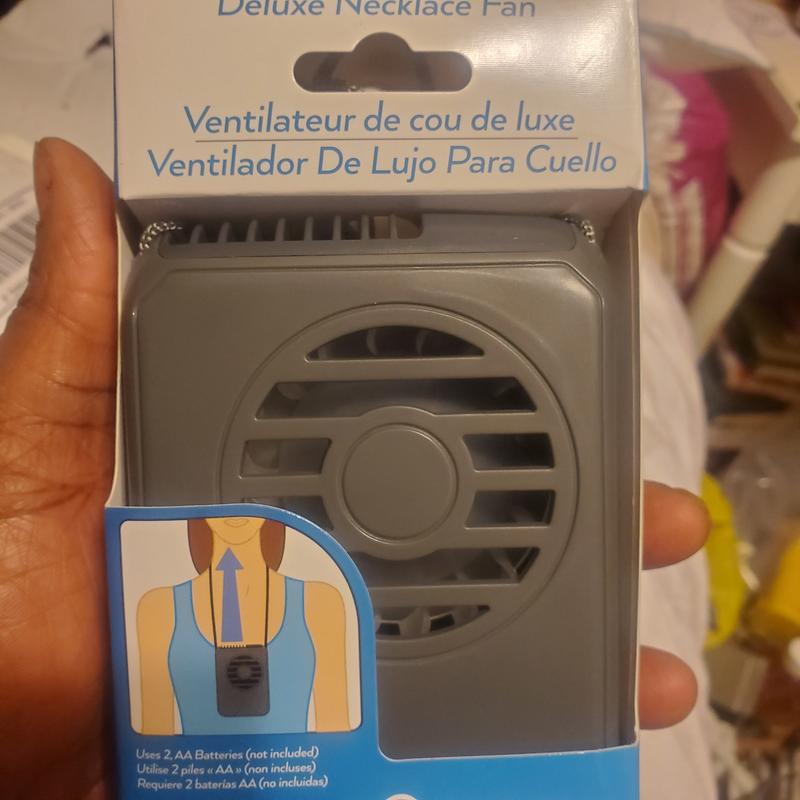 Deluxe Necklace Fan
Ventilateur de cou de luxe
Ventilador De Lujo Para Cuello
Uses 2, AA Batteries (not included)
Utilise 2 piles « AA » (non incluses)
Requiere 2 baterías AA (no incluidas)